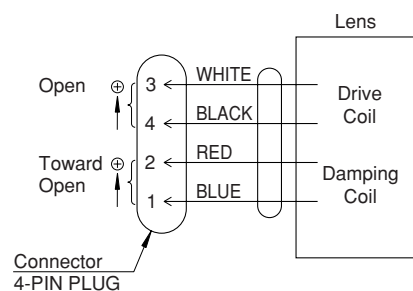 Lens
Open ⊕ 3 WHITE
4 BLACK
Drive
Coil
Toward ⊕ 2 RED
Open
1 BLUE
Damping
Coil
Connector
4-PIN PLUG